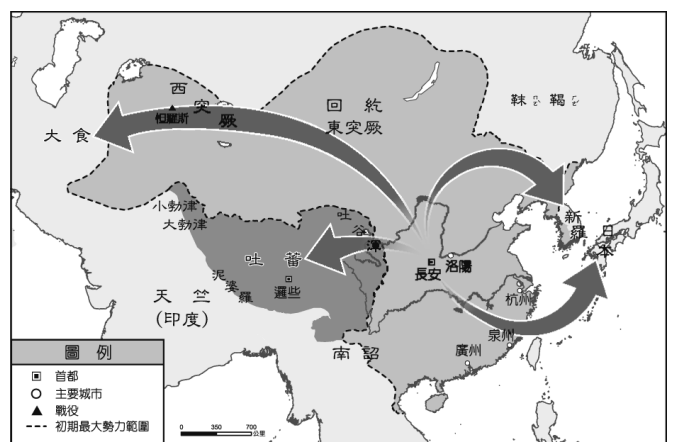 西突厥
怛羅斯
大食
回紇
東突厥
靺鞨
小勃律
大勃律
吐谷渾
吐蕃
邏些
泥婆羅
天竺
(印度)
南詔
長安
洛陽
新羅
日本
杭州
泉州
廣州
圖例
首都
主要城市
戰役
初期最大勢力範圍
0 350 700
公里